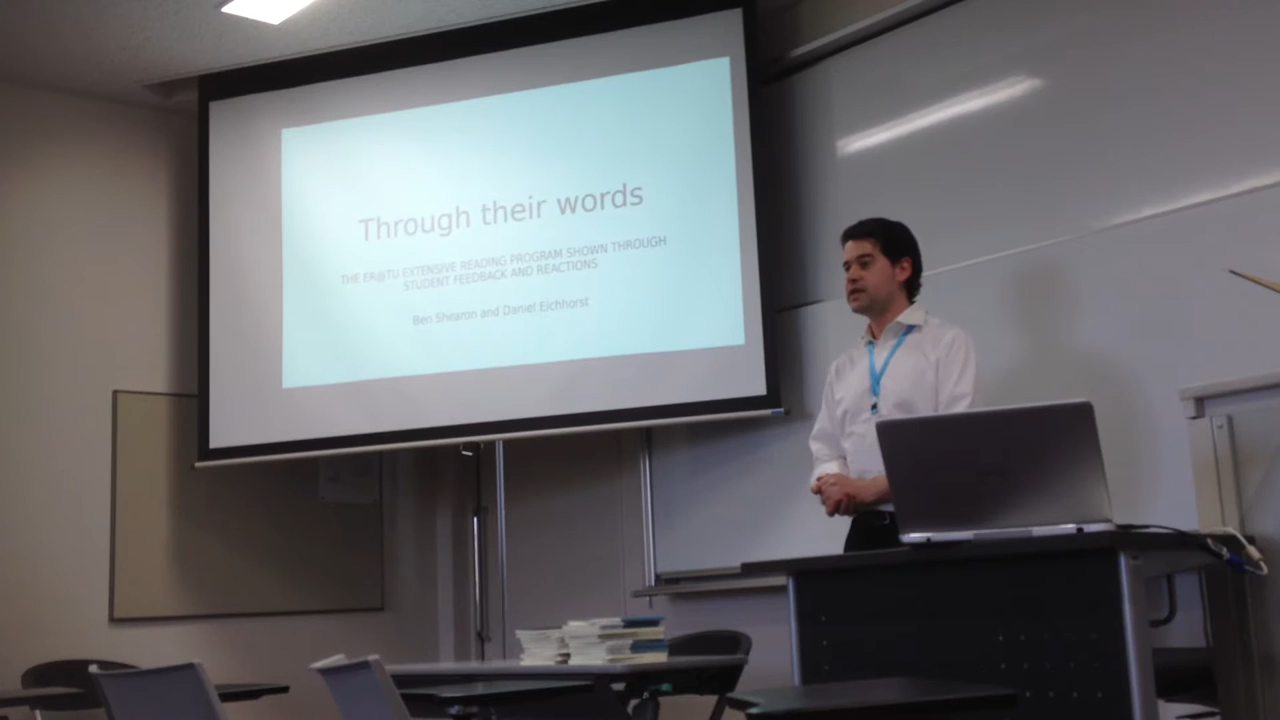 Through their words
THE ER@TU EXTENSIVE READING PROGRAM SHOWN THROUGH
STUDENT FEEDBACK AND REACTIONS
Ben Shearon and Daniel Eichhorst